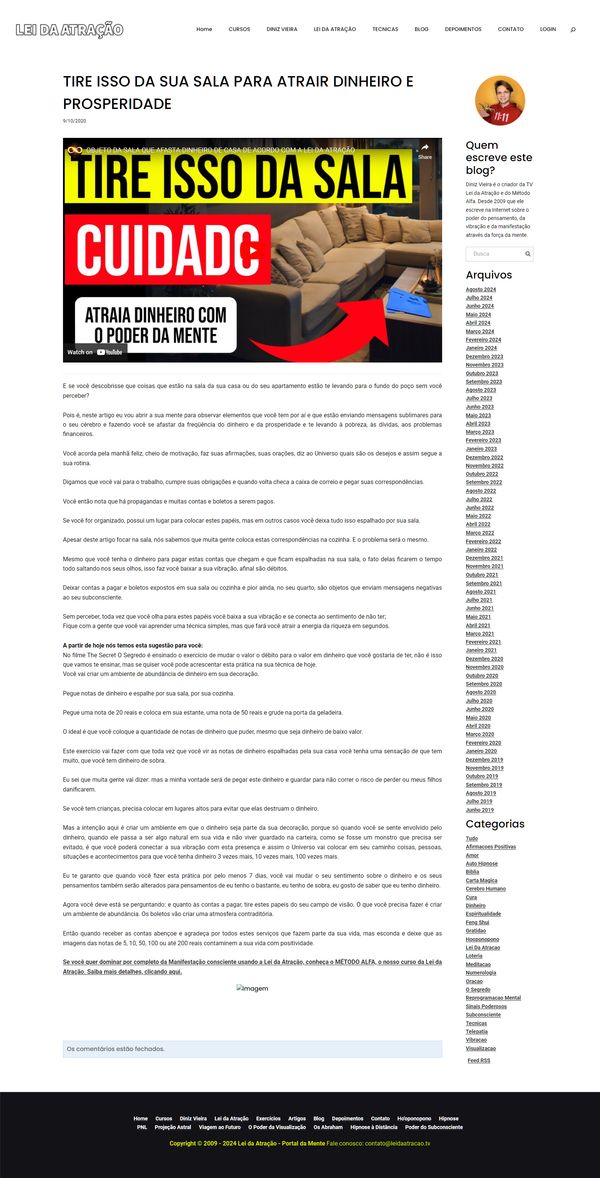 LEI DA ATRAÇÃO
Home CURSOS DINIZ VIEIRA LEI DA ATRAÇÃO TECNICAS BLOG DEPOIMENTOS CONTATO LOGIN
TIRE ISSO DA SUA SALA PARA ATRAIR DINHEIRO E
PROSPERIDADE
9/10/2020
OBJETO DA SALA QUE AFASTA DINHEIRO DE CASA DE ACORDO COM A LEI DA ATRAÇÃO
Share
TIRE ISSO DA SALA
CUIDADO
ATRAIA DINHEIRO COM
O PODER DA MENTE
Watch on YouTube
E se você descobrisse que coisas que estão na sala da sua casa ou do seu apartamento estão te levando para o fundo do poço sem você
perceber?
Pois é, neste artigo eu vou abrir a sua mente para observar elementos que você tem por aí e que estão enviando mensagens sublimares para
o seu cérebro e fazendo você se afastar da freqüência do dinheiro e da prosperidade e te levando à pobreza, às dívidas, aos problemas
financeiros.
Você acorda pela manhã feliz, cheio de motivação, faz suas afirmações, suas orações, diz ao Universo quais são os desejos e assim segue a
sua rotina.
Digamos que você vai para o trabalho, cumpre suas obrigações e quando volta checa a caixa de correio e pegar suas correspondências.
Você então nota que há propagandas e muitas contas e boletos a serem pagos.
Se você for organizado, possui um lugar para colocar estes papéis, mas em outros casos você deixa tudo isso espalhado por sua sala.
Apesar deste artigo focar na sala, nós sabemos que muita gente coloca estas correspondências na cozinha. E o problema será o mesmo.
Mesmo que você tenha o dinheiro para pagar estas contas que chegam e que ficam espalhadas na sua sala, o fato delas ficarem o tempo
todo saltando nos seus olhos, isso faz você baixar a sua vibração, afinal são débitos.
Deixar contas a pagar e boletos expostos em sua sala ou cozinha e pior ainda, no seu quarto, são objetos que enviam mensagens negativas
ao seu subconsciente.
Sem perceber, toda vez que você olha para estes papéis você baixa a sua vibração e se conecta ao sentimento de não ter;
Fique com a gente que você vai aprender uma técnica simples, mas que fará você atrair a energia da riqueza em segundos.
A partir de hoje nós temos esta sugestão para você:
No filme The Secret O Segredo é ensinado o exercício de mudar o valor o débito para o valor em dinheiro que você gostaria de ter, não é isso
que vamos te ensinar, mas se quiser você pode acrescentar esta prática na sua técnica de hoje.
Você vai criar um ambiente de abundância de dinheiro em sua decoração.
Pegue notas de dinheiro e espalhe por sua sala, por sua cozinha.
Pegue uma nota de 20 reais e coloca em sua estante, uma nota de 50 reais e grude na porta da geladeira.
O ideal é que você coloque a quantidade de notas de dinheiro que puder, mesmo que seja dinheiro de baixo valor.
Este exercício vai fazer com que toda vez que você vir as notas de dinheiro espalhadas pela sua casa você tenha uma sensação de que tem
muito, que você tem dinheiro de sobra.
Eu sei que muita gente vai dizer: mas a minha vontade será de pegar este dinheiro e guardar para não correr o risco de perder ou meus filhos
danificarem.
Se você tem crianças, precisa colocar em lugares altos para evitar que elas destruam o dinheiro.
Mas a intenção aqui é criar um ambiente em que o dinheiro seja parte da sua decoração, porque só quando você se sente envolvido pelo
dinheiro, quando ele passa a ser algo natural em sua vida e não viver guardado na carteira, como se fosse um monstro que precisa ser
evitado, é que você poderá conectar a sua vibração com esta presença e assim o Universo vai colocar em seu caminho coisas, pessoas,
situações e acontecimentos para que você tenha dinheiro 3 vezes mais, 10 vezes mais, 100 vezes mais.
Eu te garanto que quando você fizer esta prática por pelo menos 7 dias, você vai mudar o seu sentimento sobre o dinheiro e os seus
pensamentos também serão alterados para pensamentos de eu tenho o bastante, eu tenho de sobra, eu gosto de saber que eu tenho dinheiro.
Agora você deve está se perguntando: e quanto às contas a pagar, tire estes papeis do seu campo de visão. O que você precisa fazer é criar
um ambiente de abundância. Os boletos vão criar uma atmosfera contraditória.
Então quando receber as contas abençoe e agradeça por todos estes serviços que fazem parte da sua vida, mas esconda e deixe que as
imagens das notas de 5, 10, 50, 100 ou até 200 reais contaminem a sua vida com positividade.
Se você quer dominar por completo da Manifestação consciente usando a Lei da Atração, conheça o MÉTODO ALFA, o nosso curso da Lei da
Atração. Saiba mais detalhes, clicando aqui.
Imagem
Os comentários estão fechados.
Quem
escreve este
blog?
Diniz Vieira é o criador da TV
Lei da Atração e do Método
Alfa. Desde 2009 que ele
escreve na Internet sobre o
poder do pensamento, da
vibração e da manifestação
através da força da mente.
Busca
Arquivos
Agosto 2024
Julho 2024
Junho 2024
Maio 2024
Abril 2024
Março 2024
Fevereiro 2024
Janeiro 2024
Dezembro 2023
Novembro 2023
Outubro 2023
Setembro 2023
Agosto 2023
Julho 2023
Junho 2023
Maio 2023
Abril 2023
Março 2023
Fevereiro 2023
Janeiro 2023
Dezembro 2022
Novembro 2022
Outubro 2022
Setembro 2022
Agosto 2022
Julho 2022
Junho 2022
Maio 2022
Abril 2022
Março 2022
Fevereiro 2022
Janeiro 2022
Dezembro 2021
Novembro 2021
Outubro 2021
Setembro 2021
Agosto 2021
Julho 2021
Junho 2021
Maio 2021
Abril 2021
Março 2021
Fevereiro 2021
Janeiro 2021
Dezembro 2020
Novembro 2020
Outubro 2020
Setembro 2020
Agosto 2020
Julho 2020
Junho 2020
Maio 2020
Abril 2020
Março 2020
Fevereiro 2020
Janeiro 2020
Dezembro 2019
Novembro 2019
Outubro 2019
Setembro 2019
Agosto 2019
Julho 2019
Junho 2019
Categorias
Tudo
Afirmacoes Positivas
Amor
Auto Hipnose
Biblia
Carta Magica
Cerebro Humano
Cura
Dinheiro
Espiritualidade
Feng Shui
Gratidao
Hooponopono
Lei Da Atracao
Loteria
Meditacao
Numerologia
Oracao
O Segredo
Reprogramacao Mental
Sinais Poderosos
Subconsciente
Tecnicas
Telepatia
Vibracao
Visualizacao
Feed RSS
Home Cursos Diniz Vieira Lei da Atração Exercícios Artigos Blog Depoimentos Contato Ho'oponopono Hipnose
PNL Projeção Astral Viagem ao Futuro O Poder da Visualização Os Abraham Hipnose à Distância Poder do Subconsciente
Copyright © 2009 - 2024 Lei da Atração - Portal da Mente Fale conosco: contato@leidaatracao.tv